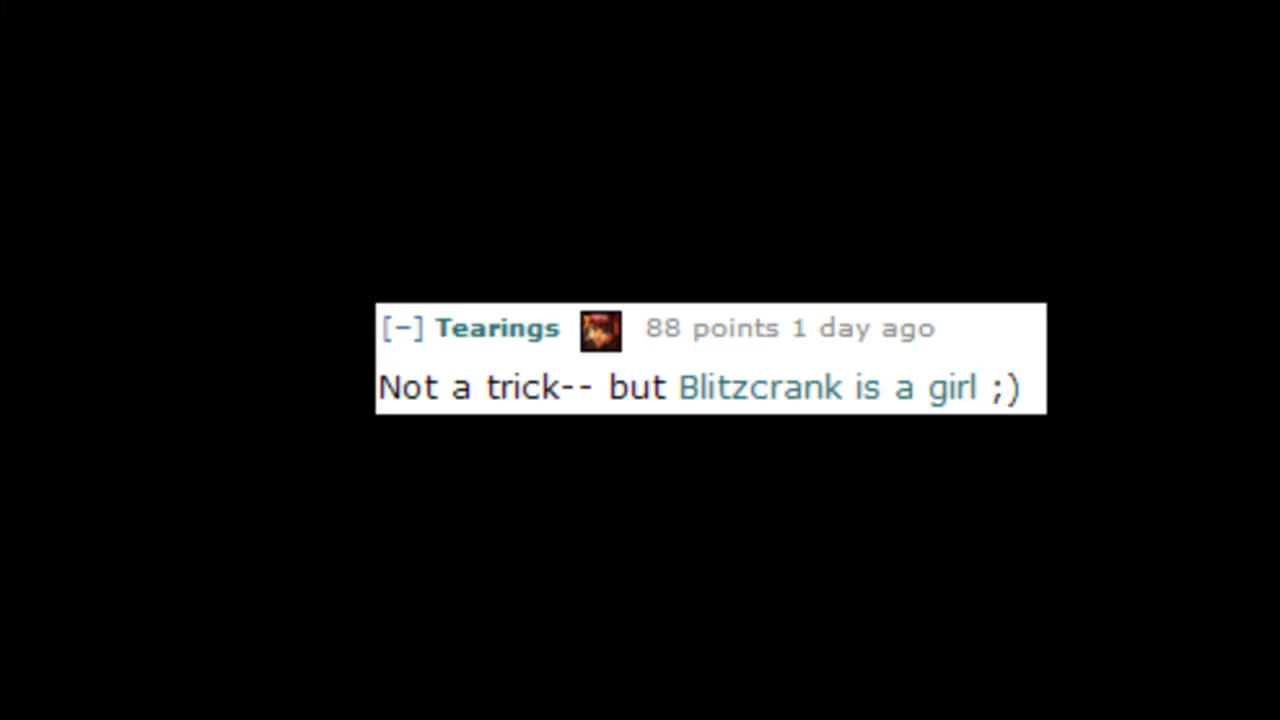 [−] Tearings 88 points 1 day ago
Not a trick-- but Blitzcrank is a girl ;)